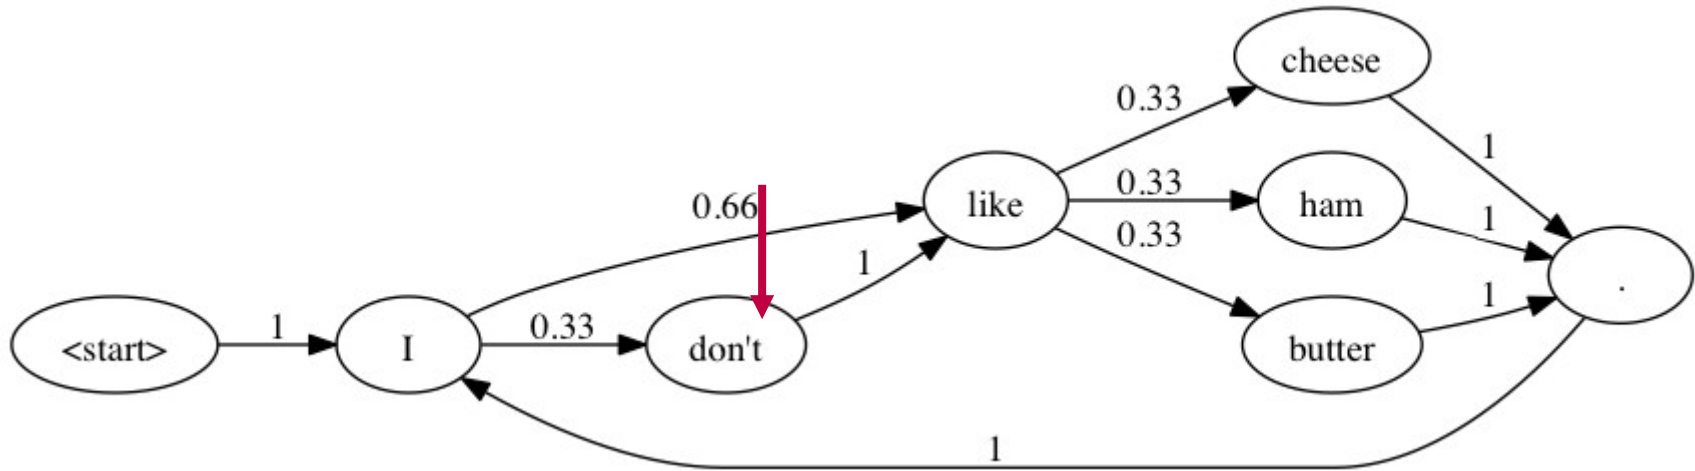 cheese
0.33
1
0.66
like
0.33
ham
1
0.33
1
.
<start>
1
I
0.33
don't
butter
1
1